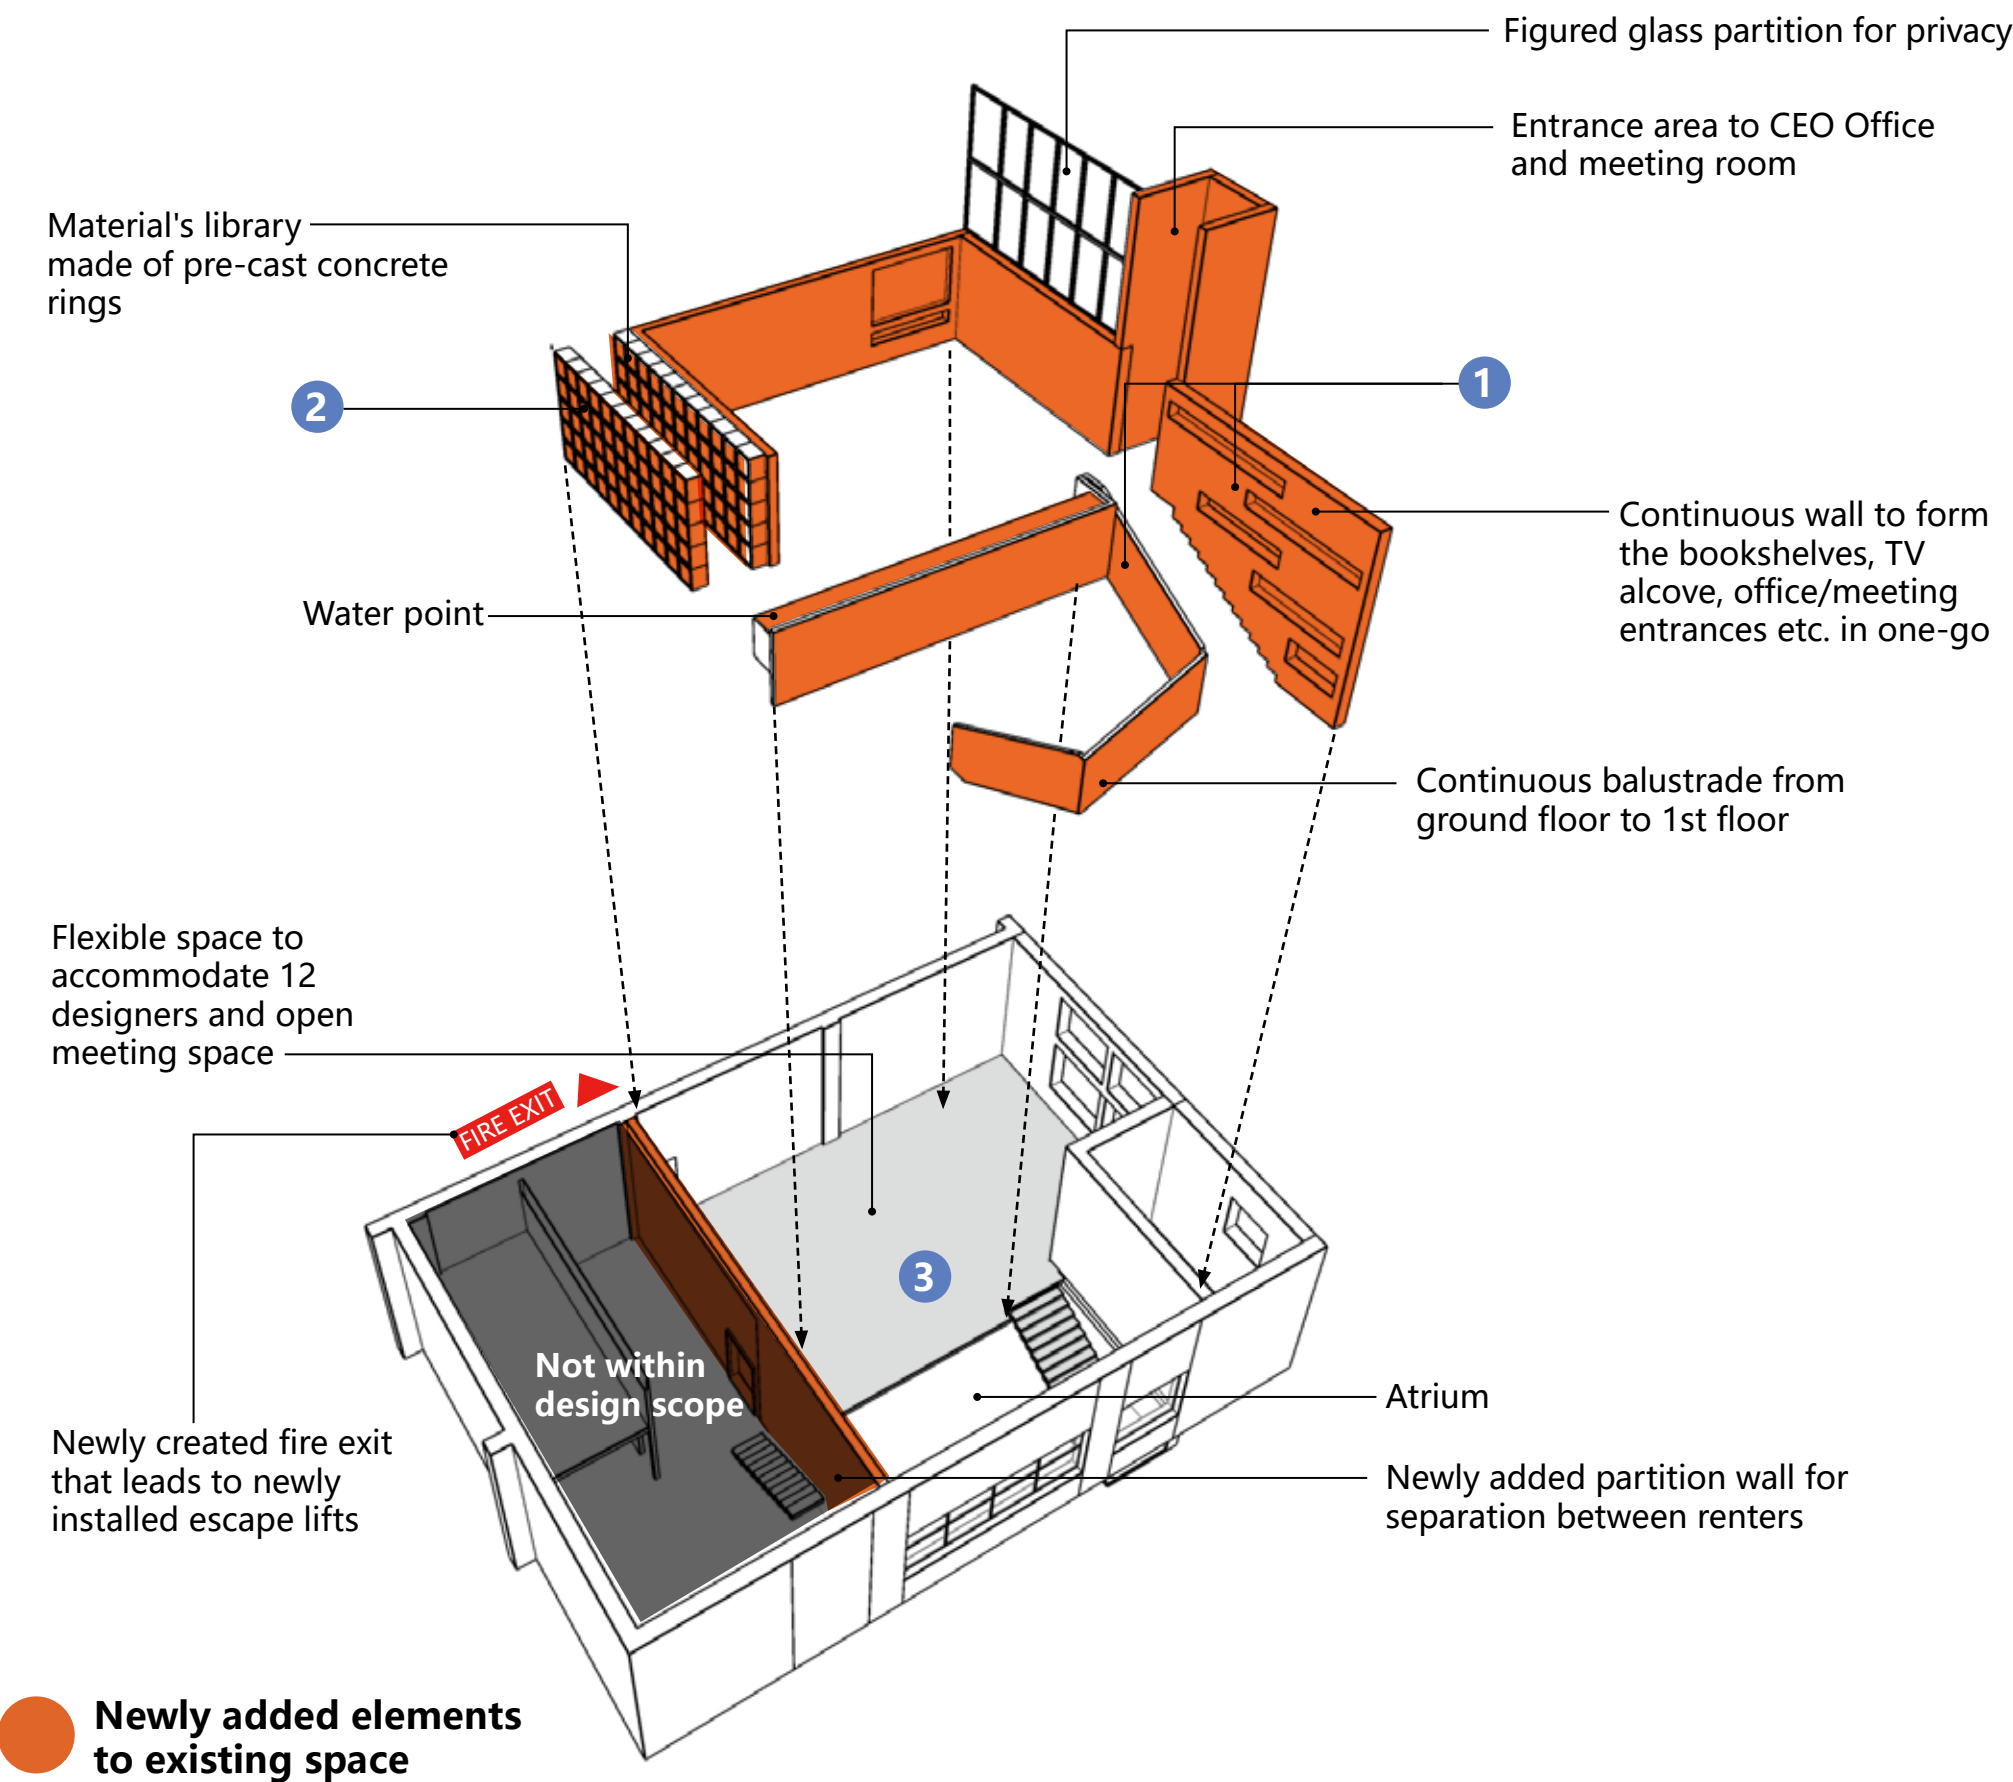 Figured glass partition for privacy
Entrance area to CEO Office
and meeting room
Material's library
made of pre-cast concrete
rings
1
2
Continuous wall to form
the bookshelves, TV
alcove, office/meeting
entrances etc. in one-go
Water point
Continuous balustrade from
ground floor to 1st floor
Flexible space to
accommodate 12
designers and open
meeting space
FIRE EXIT
3
Not within
design scope
Atrium
Newly created fire exit
that leads to newly
installed escape lifts
Newly added partition wall for
separation between renters
Newly added elements
to existing space